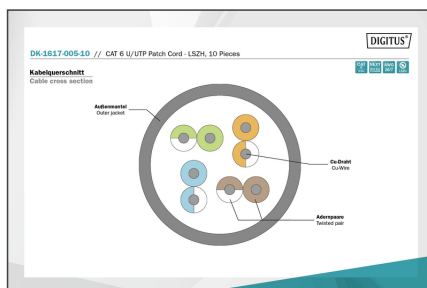 DIGITUS®
DK-1617-005-10 // CAT 6 U/UTP Patch Cord - LSZH, 10 Pieces
Kabelquerschnitt
Cable cross section
Außenmantel
Outer jacket
Cu-Draht
Cu-Wire
Adernpaare
Twisted pair